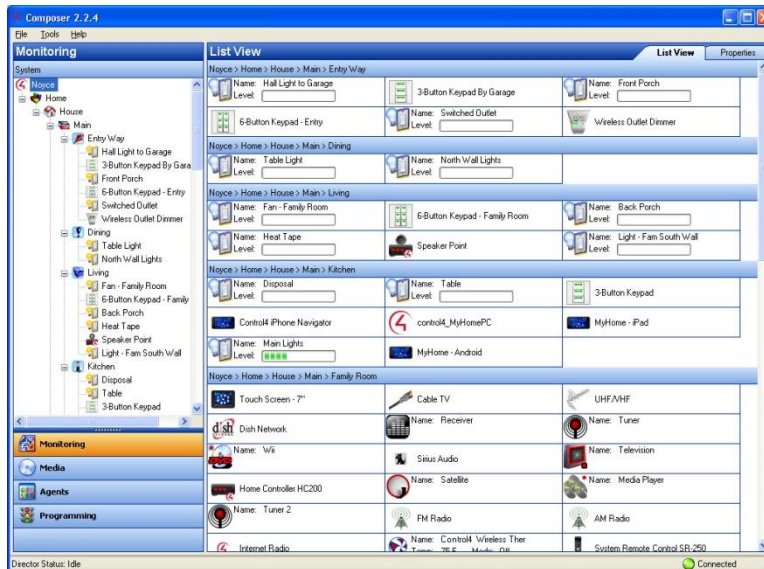 Composer 2.2.4
File Tools Help
Monitoring
System
Noyce
Home
House
Main
Entry Way
Hall Light to Garage
3-Button Keypad By Gara
Front Porch
6-Button Keypad - Entry
Switched Outlet
Wireless Outlet Dimmer
Dining
Table Light
North Wall Lights
Living
Fan - Family Room
6-Button Keypad - Family
Back Porch
Heat Tape
Speaker Point
Light - Fam South Wall
Kitchen
Disposal
Table
3-Button Keypad
Monitoring
Media
Agents
Programming
List View
List View Properties
Noyce > Home > House > Main > Entry Way
Name: Hall Light to Garage
Level:
3-Button Keypad By Garage
Name: Front Porch
Level:
6-Button Keypad - Entry
Name: Switched Outlet
Level:
Wireless Outlet Dimmer
Noyce > Home > House > Main > Dining
Name: Table Light
Level:
Name: North Wall Lights
Level:
Noyce > Home > House > Main > Living
Name: Fan - Family Room
Level:
6-Button Keypad - Family Room
Name: Back Porch
Level:
Name: Heat Tape
Level:
Speaker Point
Name: Light - Fam South Wall
Level:
Noyce > Home > House > Main > Kitchen
Name: Disposal
Level:
Name: Table
Level:
3-Button Keypad
Control4 iPhone Navigator
control4_MyHomePC
MyHome - iPad
Name: Main Lights
Level:
MyHome - Android
Noyce > Home > House > Main > Family Room
Touch Screen - 7"
Cable TV
UHF/VHF
dish
Dish Network
Name: Receiver
Name: Tuner
DVD
Name: Wii
Sirius Audio
Name: Television
Home Controller HC200
Name: Satellite
Name: Media Player
Name: Tuner 2
FM Radio
AM Radio
Internet Radio
Name: Control4 Wireless Ther
Temp: 75 F Mode: Off
System Remote Control SR-250
Director Status: Idle
Connected